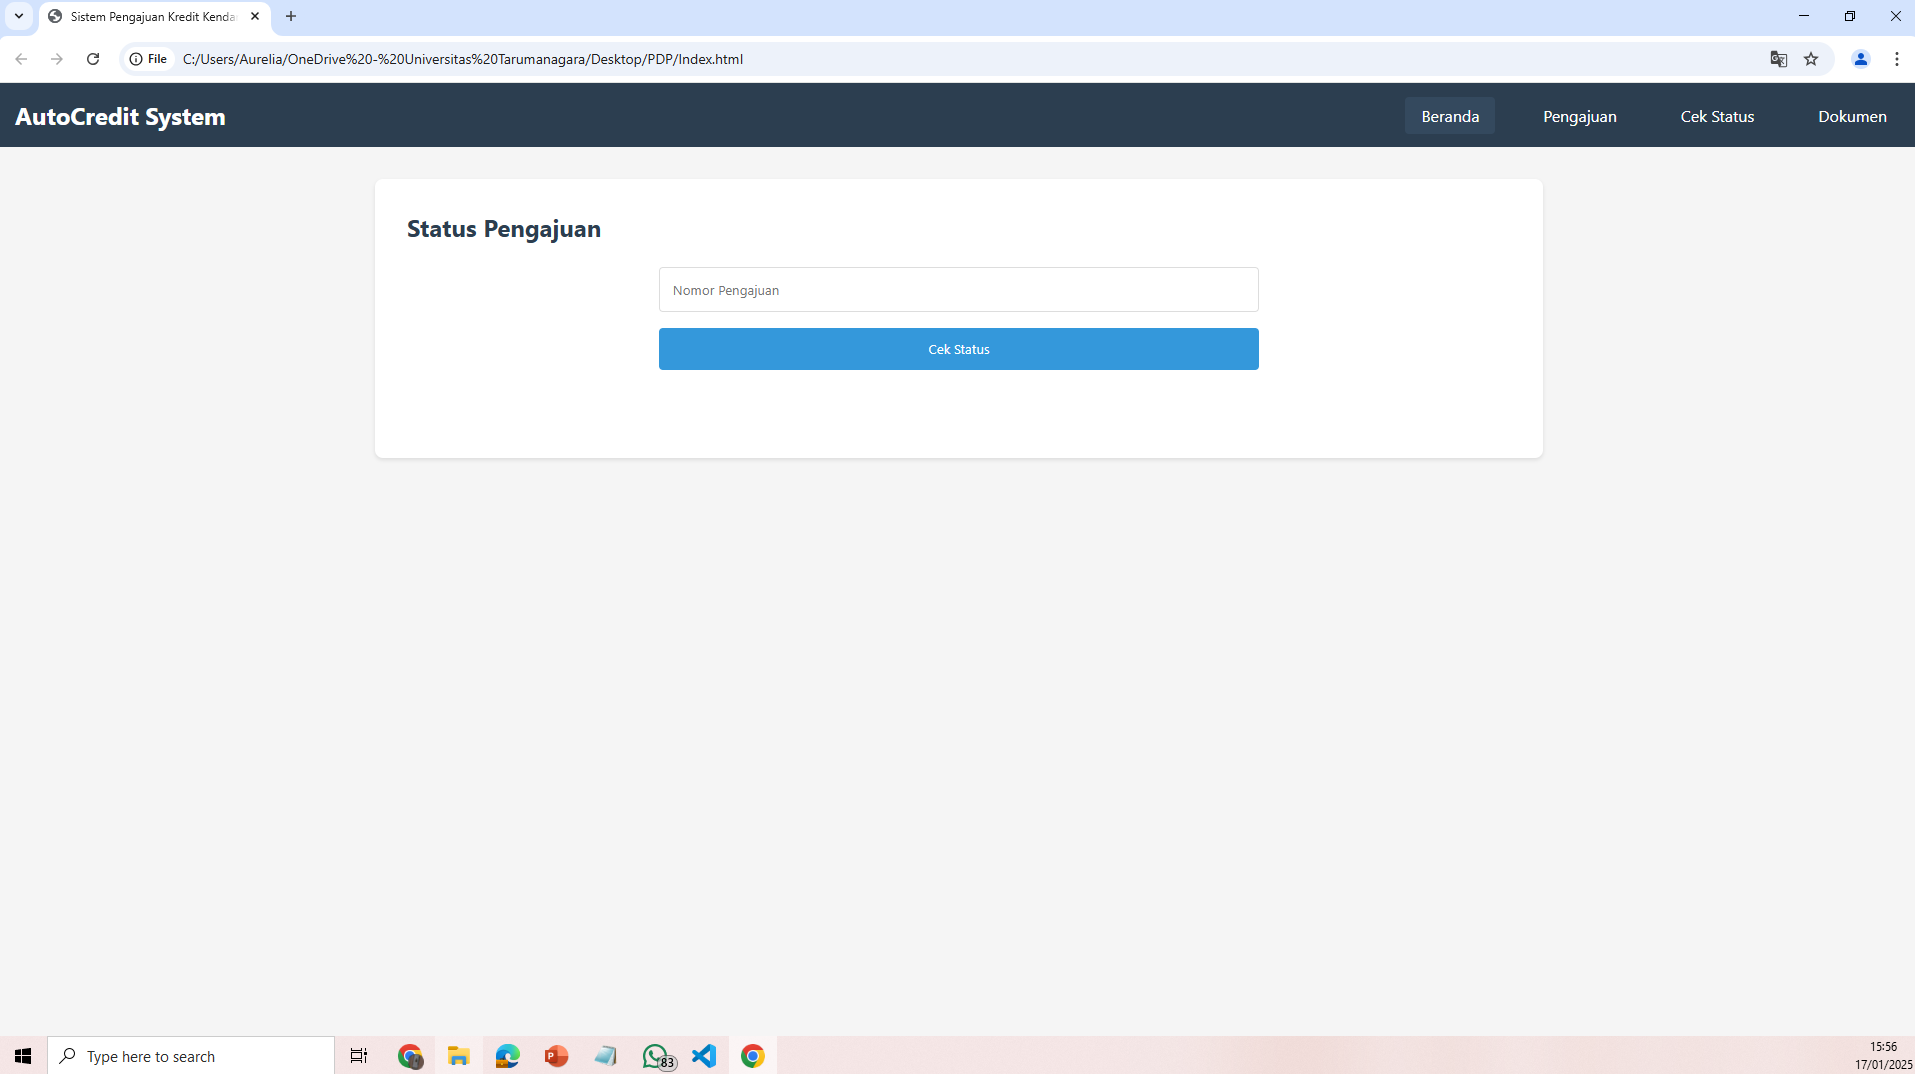 Sistem Pengajuan Kredit Kenda
File
C:/Users/Aurelia/OneDrive%20-%20Universitas%20Tarumanagara/Desktop/PDP/Index.html
AutoCredit System
Beranda
Pengajuan
Cek Status
Dokumen
Status Pengajuan
Nomor Pengajuan
Cek Status
Type here to search
83
15:56
17/01/2025